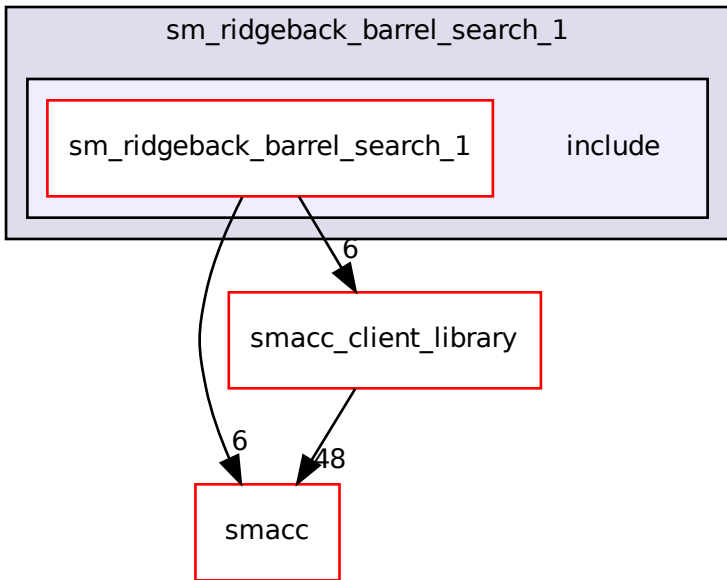 sm_ridgeback_barrel_search_1
sm_ridgeback_barrel_search_1
include
6
smacc_client_library
6
48
smacc